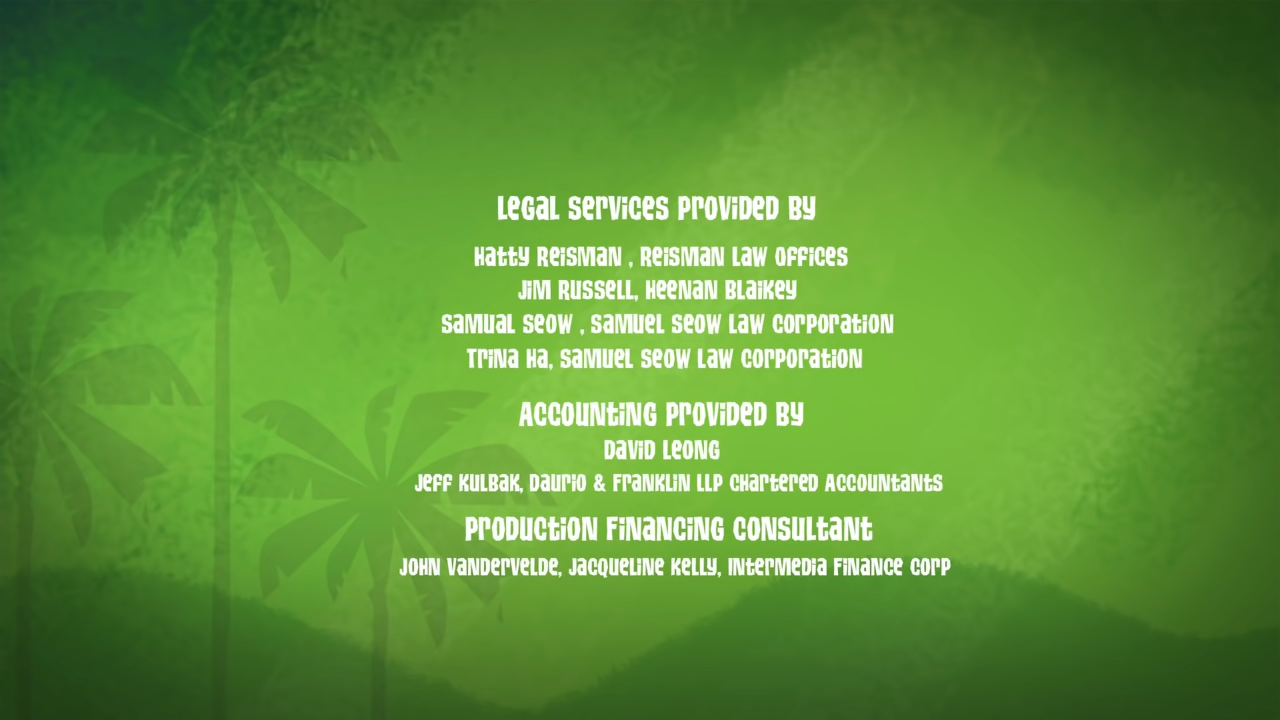 Legal Services Provided By
Hatty Reisman , Reisman Law Offices
Jim Russell, Heenan Blaikey
Samual Seow , Samuel Seow Law Corporation
Trina Ha, Samuel Seow Law Corporation
Accounting Provided By
David Leong
Jeff Kulbak, Daurio & Franklin LLP Chartered Accountants
Production Financing Consultant
John Vandervelde, Jacqueline Kelly, Intermedia Finance Corp